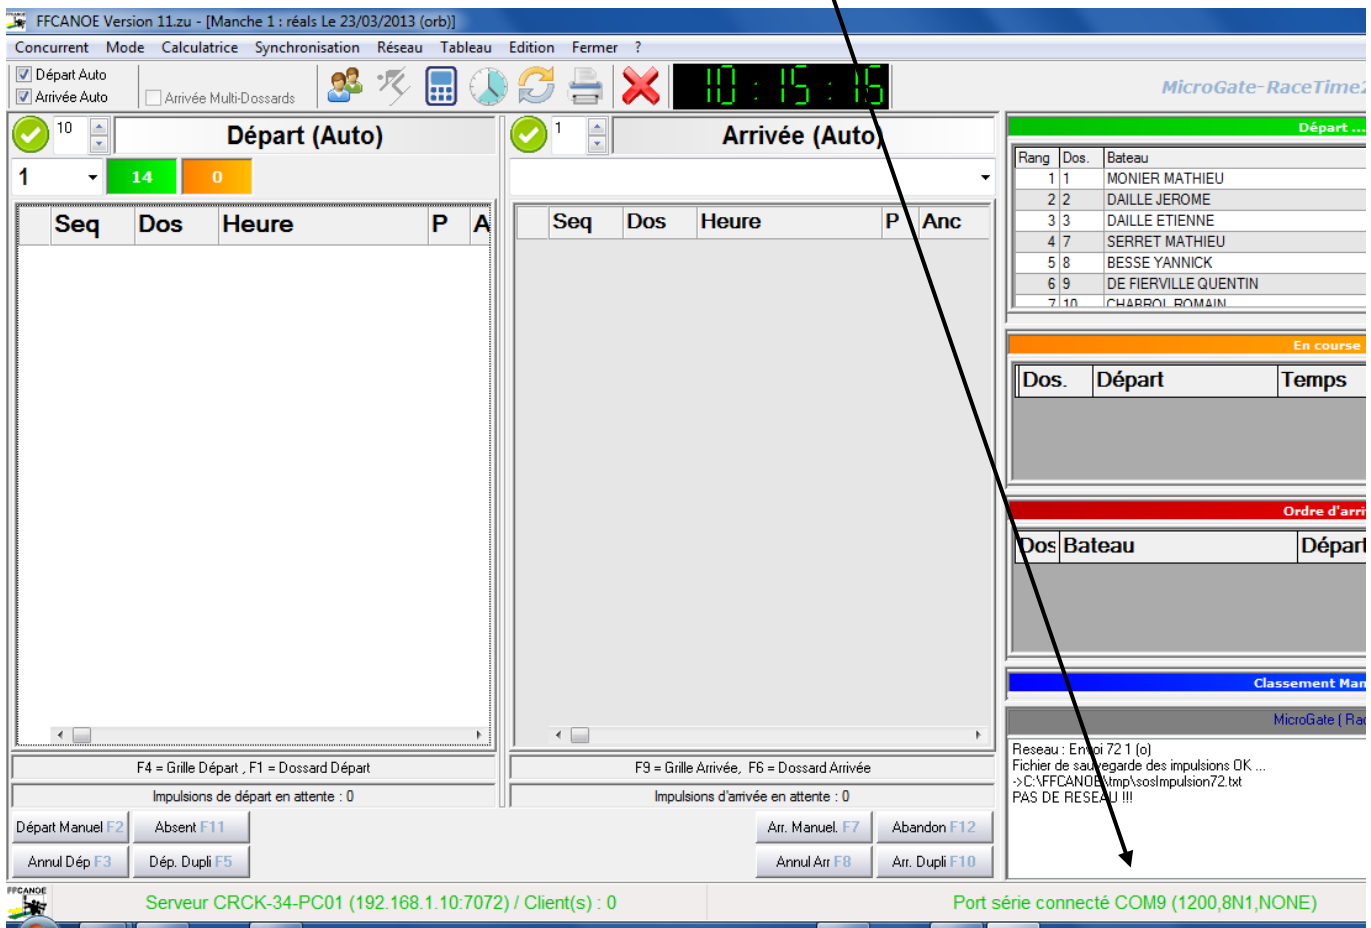 FFCANOE Version 11.zu - [Manche 1 : réals Le 23/03/2013 (orb)]
Concurrent Mode Calculatrice Synchronisation Réseau Tableau Edition Fermer ?
Départ Auto
Arrivée Auto
Arrivée Multi-Dossards
10 : 15 : 15
MicroGate-RaceTime2
10
Départ (Auto)
1
Arrivée (Auto)
1
14
0
Seq Dos Heure P A
Seq Dos Heure P Anc
F4 = Grille Départ , F1 = Dossard Départ
F9 = Grille Arrivée, F6 = Dossard Arrivée
Impulsions de départ en attente : 0
Impulsions d'arrivée en attente : 0
Départ Manuel F2
Absent F11
Arr. Manuel. F7
Abandon F12
Annul Dép F3
Dép. Dupli F5
Annul Arr F8
Arr. Dupli F10
Départ ...
Rang Dos. Bateau
1 1 MONIER MATHIEU
2 2 DAILLE JEROME
3 3 DAILLE ETIENNE
4 7 SERRET MATHIEU
5 8 BESSE YANNICK
6 9 DE FIERVILLE QUENTIN
7 10 CHABROL ROMAIN
En course
Dos. Départ Temps
Ordre d'arri
Dos Bateau Départ
Classement Man
MicroGate ( Rac
Reseau : Envoi 72 1 (o)
Fichier de sauvegarde des impulsions OK ...
->C:\FFCANOE\tmp\sosImpulsion72.txt
PAS DE RESEAU !!!
FFCANOE
Serveur CRCK-34-PC01 (192.168.1.10:7072) / Client(s) : 0
Port série connecté COM9 (1200,8N1,NONE)